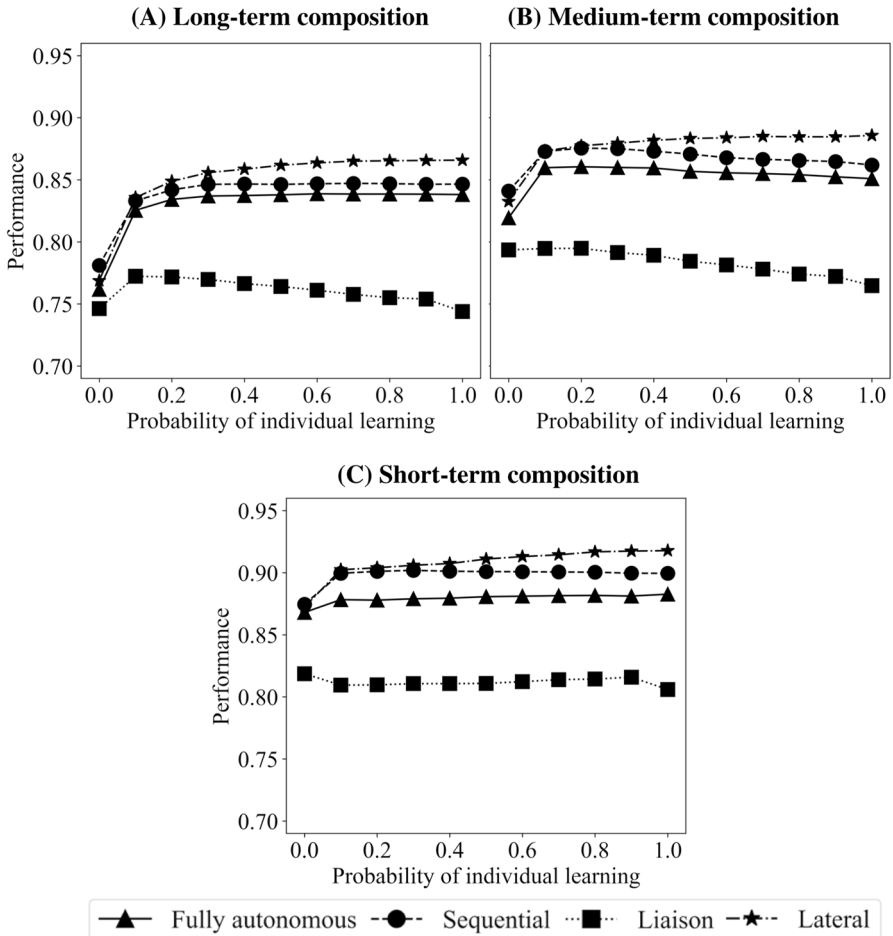 (A) Long-term composition
(B) Medium-term composition
Performance
0.95
0.90
0.85
0.80
0.75
0.70
0.0 0.2 0.4 0.6 0.8 1.0
Probability of individual learning
0.0 0.2 0.4 0.6 0.8 1.0
Probability of individual learning
(C) Short-term composition
Performance
0.95
0.90
0.85
0.80
0.75
0.70
0.0 0.2 0.4 0.6 0.8 1.0
Probability of individual learning
Fully autonomous Sequential Liaison Lateral